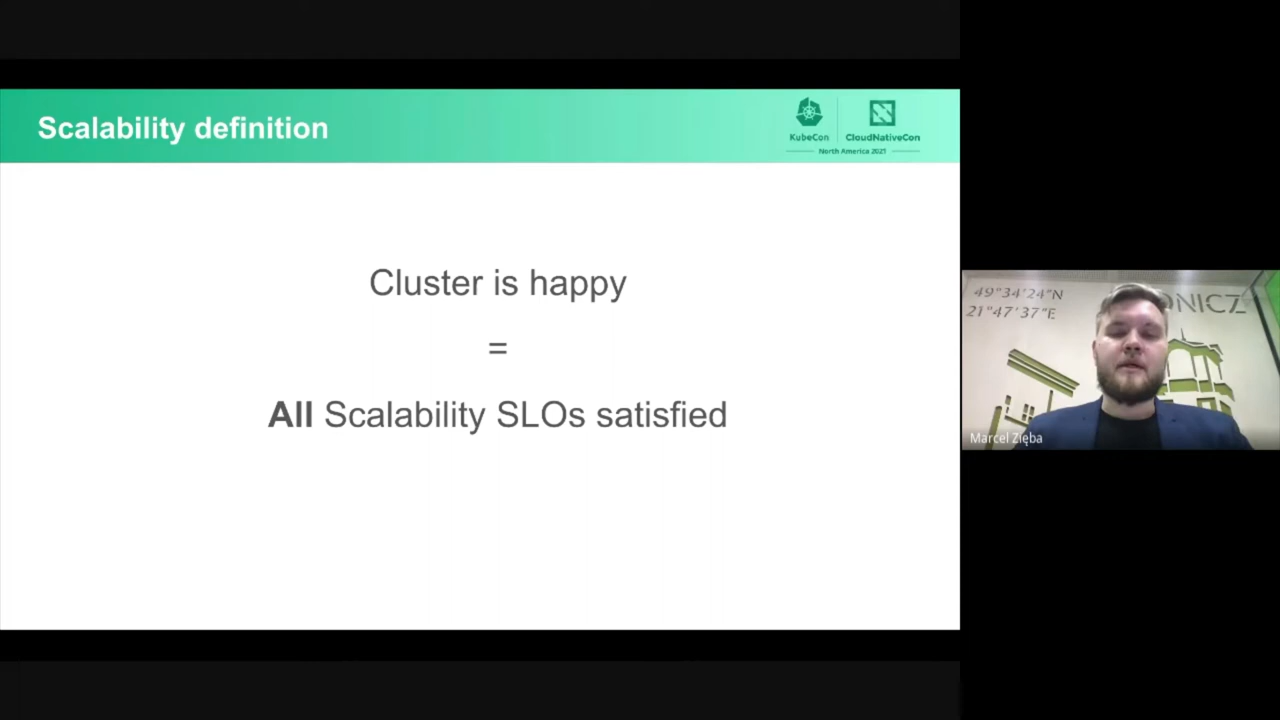 Scalability definition
KubeCon
CloudNativeCon
North America 2021
Cluster is happy
=
All Scalability SLOs satisfied
49°34'24"N
21°47'37"E
ONICZ
Marcel Zięba